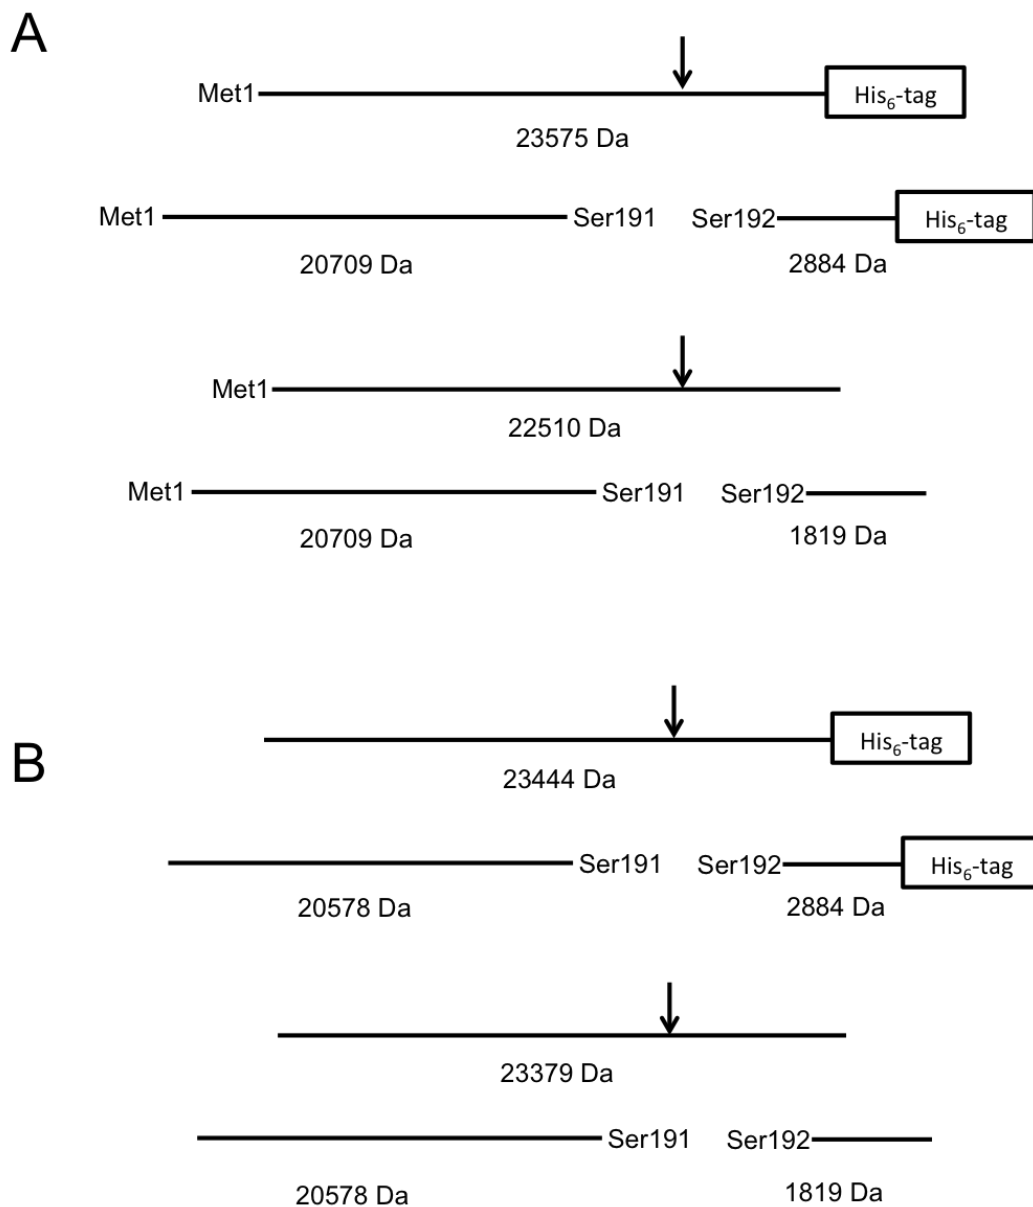 A
Met1 His₆-tag
23575 Da
Met1 Ser191 Ser192 His₆-tag
20709 Da 2884 Da
Met1
22510 Da
Met1 Ser191 Ser192
20709 Da 1819 Da
B
His₆-tag
23444 Da
Ser191 Ser192 His₆-tag
20578 Da 2884 Da
23379 Da
Ser191 Ser192
20578 Da 1819 Da